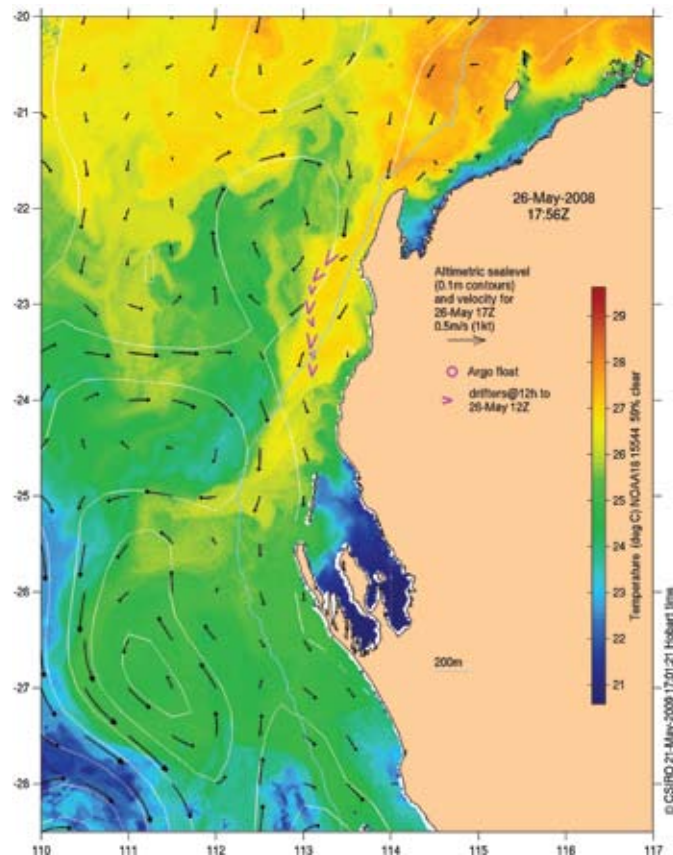 -20
-21
-22
-23
-24
-25
-26
-27
-28
110
111
112
113
114
115
116
117
26-May-2008
17:56Z
Altimetric sealevel
(0.1m contours)
and velocity for
26-May 17Z
0.5m/s (1kt)
Argo float
drifters@12h to
26-May 12Z
200m
29
28
27
26
25
24
23
22
21
Temperature (deg C) NOAA18 15544 59% clear
© CSIRO 21-May-2009 17:01:21 Hobart time